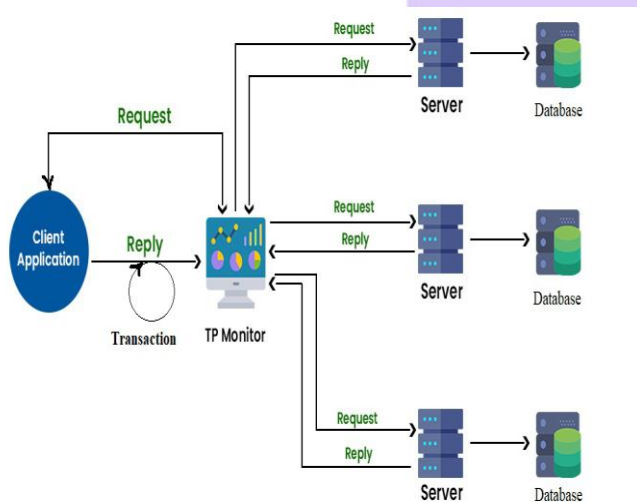 Request
Reply
Server
Database
Request
Client
Application
Reply
Transaction
TP Monitor
Request
Reply
Server
Database
Request
Reply
Server
Database